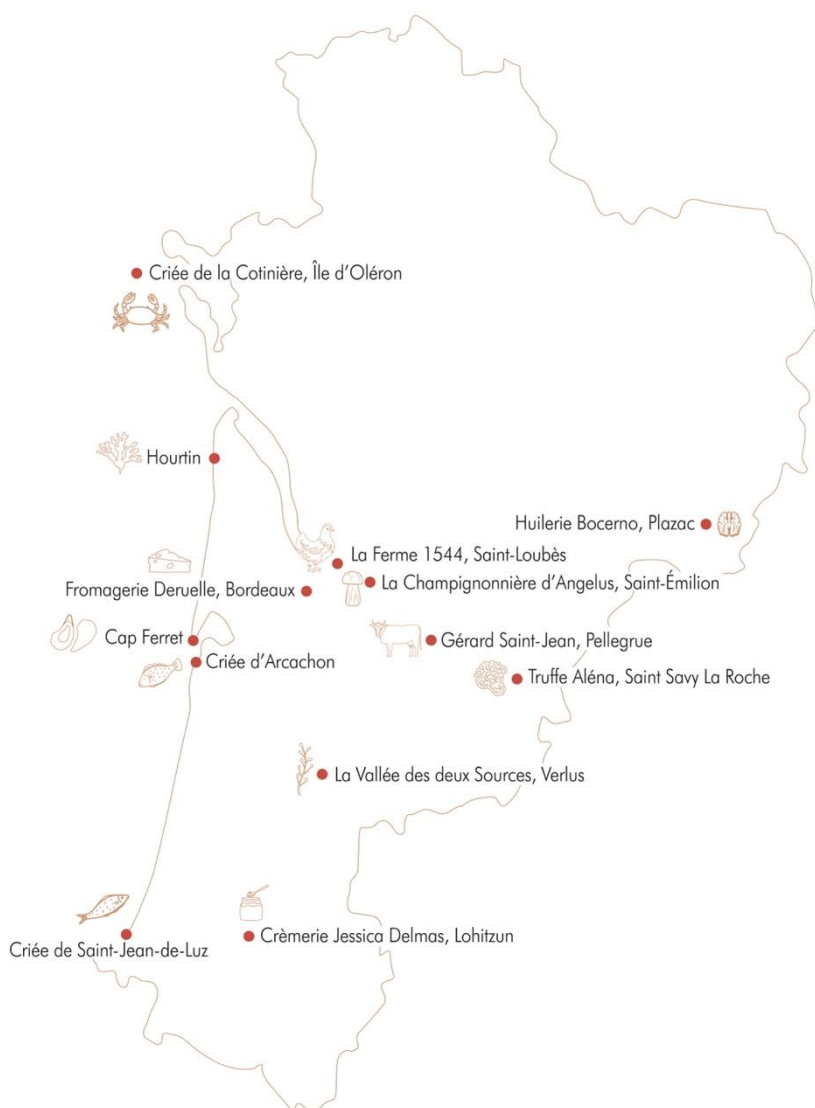 Criée de la Cotinière, Île d'Oléron
Hourtin
Huilerie Bocerno, Plazac
La Ferme 1544, Saint-Loubès
La Champignonnière d'Angelus, Saint-Émilion
Fromagerie Deruelle, Bordeaux
Cap Ferret
Gérard Saint-Jean, Pellegrue
Criée d'Arcachon
Truffe Aléna, Saint Savy La Roche
La Vallée des deux Sources, Verlus
Crèmerie Jessica Delmas, Lohitzun
Criée de Saint-Jean-de-Luz